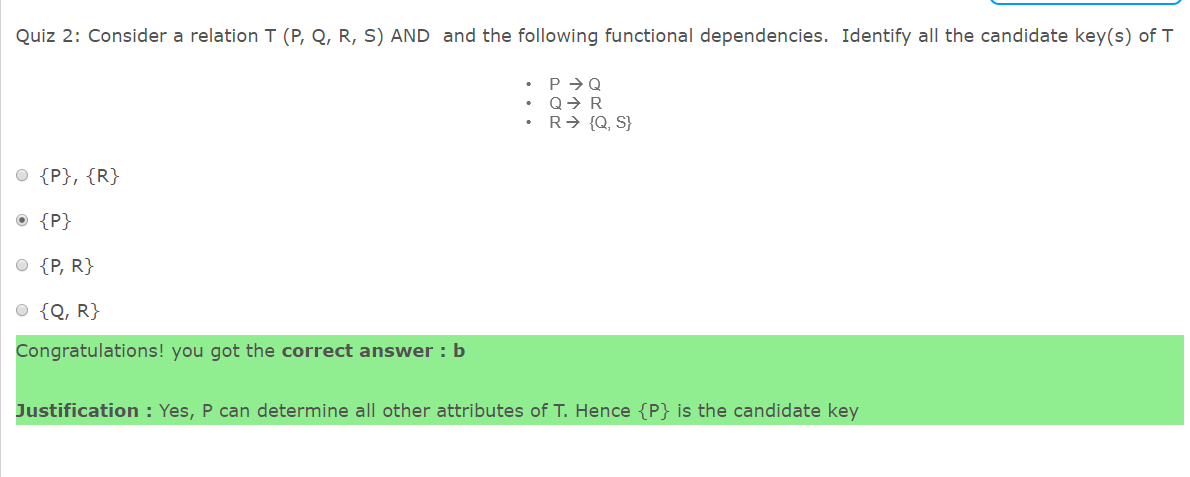 Quiz 2: Consider a relation T (P, Q, R, S) AND  and the following functional dependencies.  Identify all the candidate key(s) of T
• P → Q
• Q → R
• R → {Q, S}
{P}, {R}
{P}
{P, R}
{Q, R}
Congratulations! you got the correct answer : b
Justification : Yes, P can determine all other attributes of T. Hence {P} is the candidate key